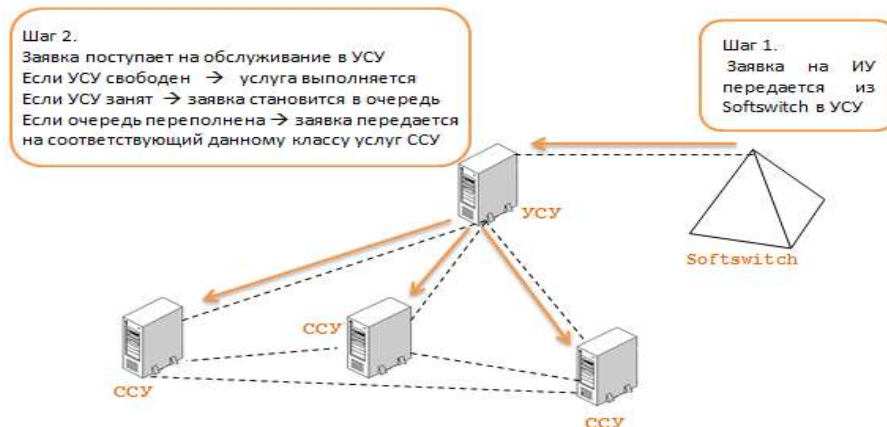 Шаг 2.
Заявка поступает на обслуживание в УСУ
Если УСУ свободен → услуга выполняется
Если УСУ занят → заявка становится в очередь
Если очередь переполнена → заявка передается
на соответствующий данному классу услуг ССУ
Шаг 1.
Заявка на ИУ
передается из
Softswitch в УСУ
УСУ
Softswitch
ССУ
ССУ
ССУ